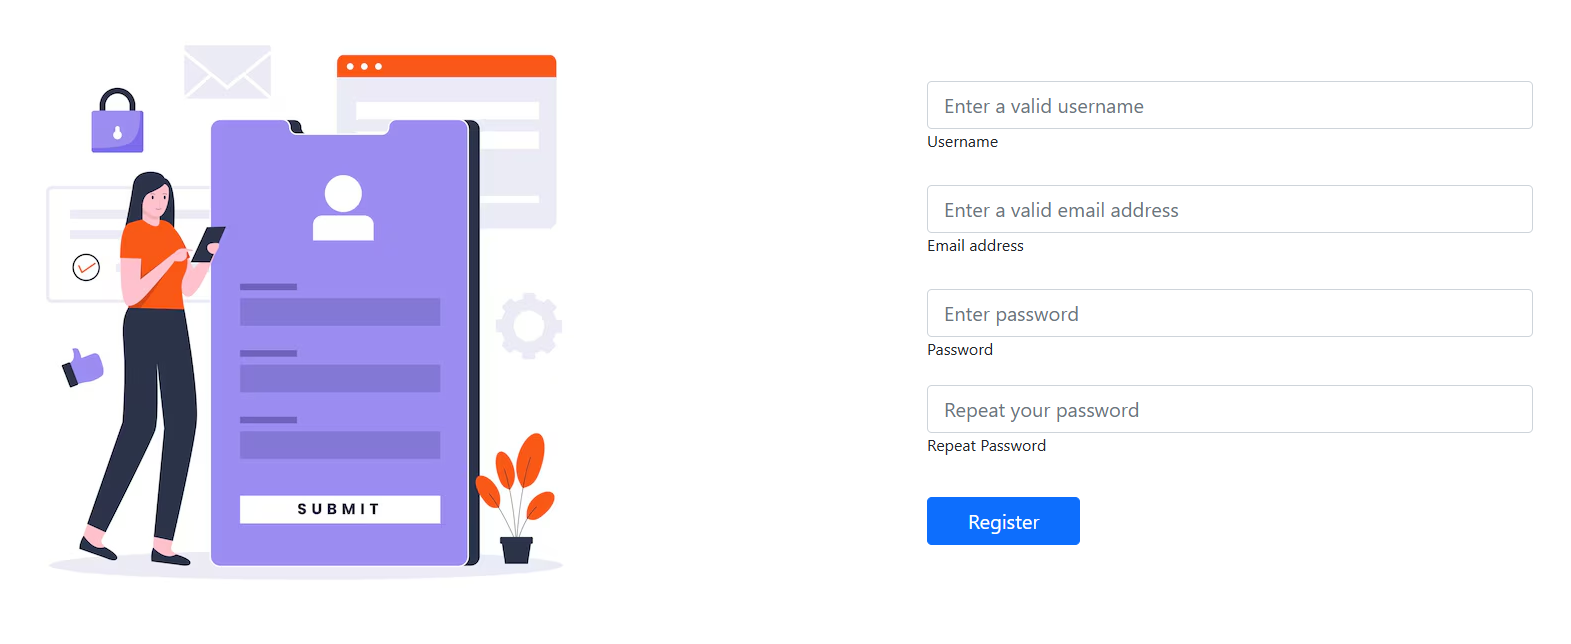 SUBMIT
Enter a valid username
Username
Enter a valid email address
Email address
Enter password
Password
Repeat your password
Repeat Password
Register